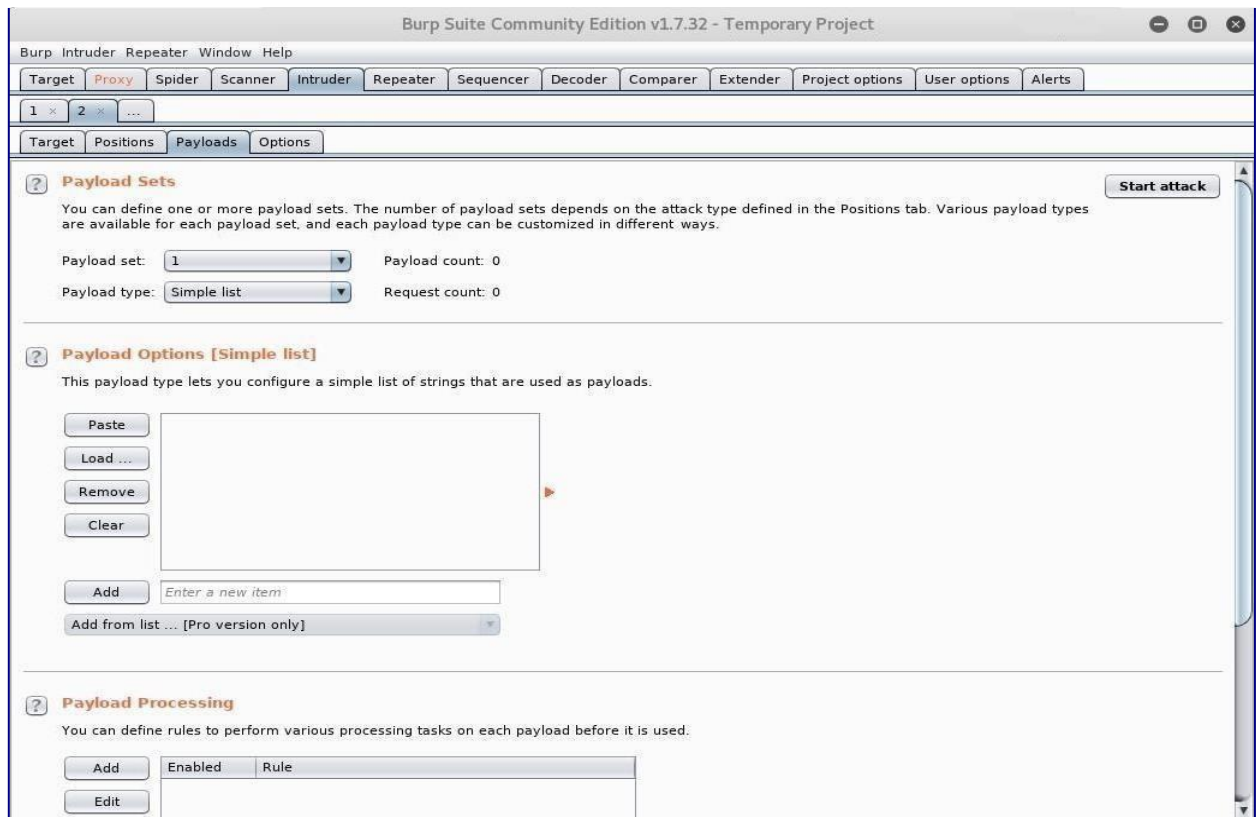 Burp Suite Community Edition v1.7.32 - Temporary Project
Burp Intruder Repeater Window Help
Target Proxy Spider Scanner Intruder Repeater Sequencer Decoder Comparer Extender Project options User options Alerts
1 × 2 × ...
Target Positions Payloads Options
? Payload Sets
Start attack
You can define one or more payload sets. The number of payload sets depends on the attack type defined in the Positions tab. Various payload types
are available for each payload set, and each payload type can be customized in different ways.
Payload set: 1 Payload count: 0
Payload type: Simple list Request count: 0
? Payload Options [Simple list]
This payload type lets you configure a simple list of strings that are used as payloads.
Paste
Load ...
Remove
Clear
Add Enter a new item
Add from list ... [Pro version only]
? Payload Processing
You can define rules to perform various processing tasks on each payload before it is used.
Add Enabled Rule
Edit